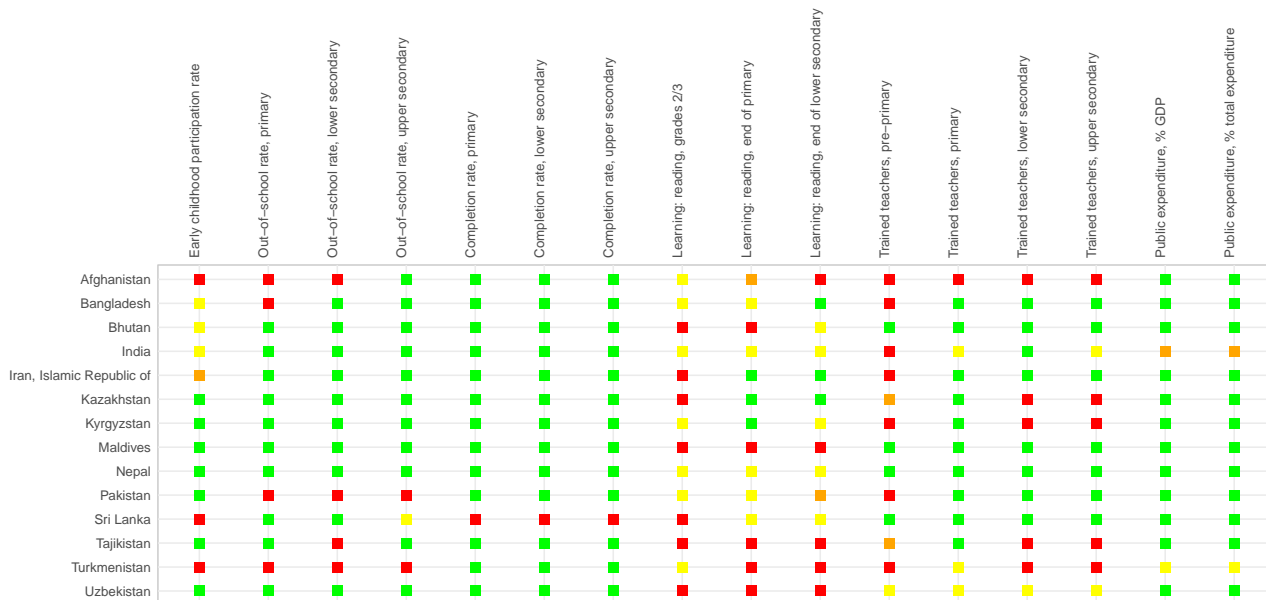 Early childhood participation rate
Out−of−school rate, primary
Out−of−school rate, lower secondary
Out−of−school rate, upper secondary
Completion rate, primary
Completion rate, lower secondary
Completion rate, upper secondary
Learning: reading, grades 2/3
Learning: reading, end of primary
Learning: reading, end of lower secondary
Trained teachers, pre−primary
Trained teachers, primary
Trained teachers, lower secondary
Trained teachers, upper secondary
Public expenditure, % GDP
Public expenditure, % total expenditure
Afghanistan
Bangladesh
Bhutan
India
Iran, Islamic Republic of
Kazakhstan
Kyrgyzstan
Maldives
Nepal
Pakistan
Sri Lanka
Tajikistan
Turkmenistan
Uzbekistan